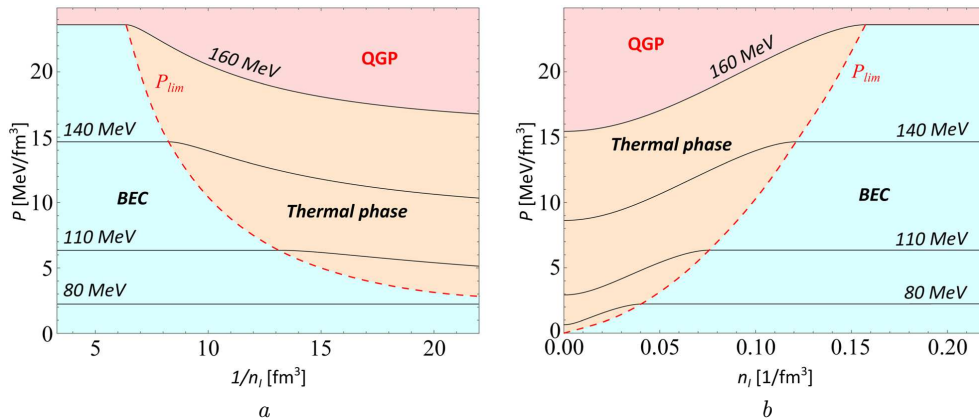 160 MeV
QGP
P_lim
140 MeV
BEC
Thermal phase
110 MeV
80 MeV
P [MeV/fm³]
0
5
10
15
20
5
10
15
20
1/n_I [fm³]
a
160 MeV
QGP
P_lim
Thermal phase
140 MeV
BEC
110 MeV
80 MeV
P [MeV/fm³]
0
5
10
15
20
0.00
0.05
0.10
0.15
0.20
n_I [1/fm³]
b